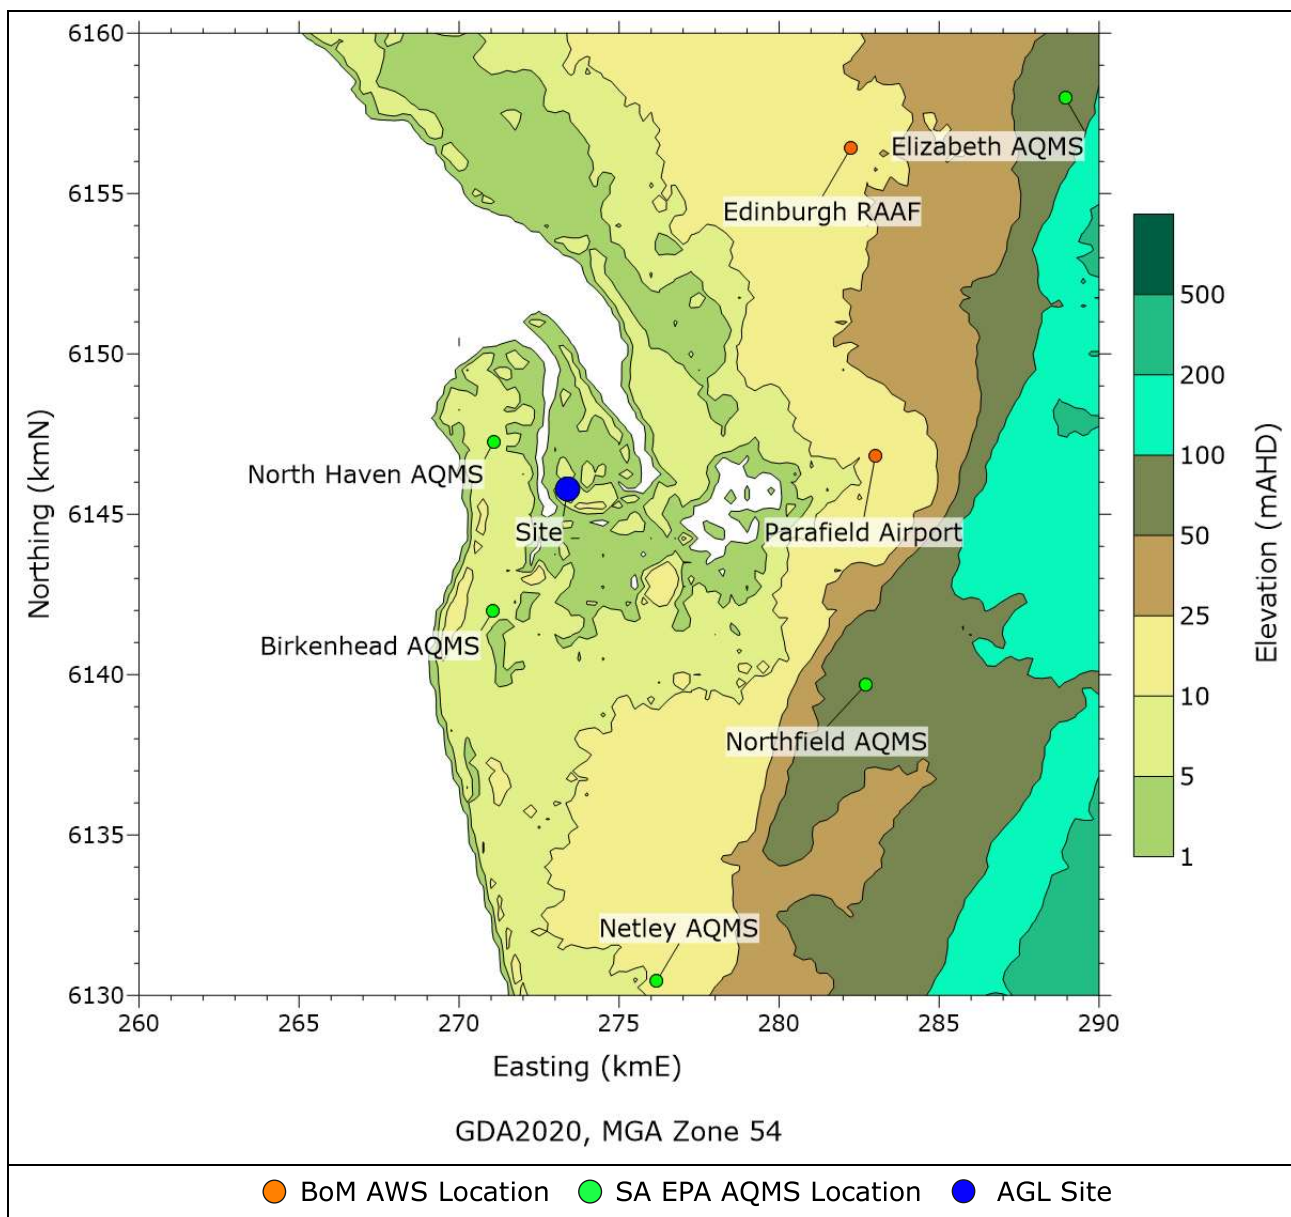 6160
6155
6150
6145
6140
6135
6130
Northing (kmN)
Elizabeth AQMS
Edinburgh RAAF
North Haven AQMS
Site
Parafield Airport
Birkenhead AQMS
Northfield AQMS
Netley AQMS
500
200
100
50
25
10
5
1
Elevation (mAHD)
260 265 270 275 280 285 290
Easting (kmE)
GDA2020, MGA Zone 54
BoM AWS Location SA EPA AQMS Location AGL Site